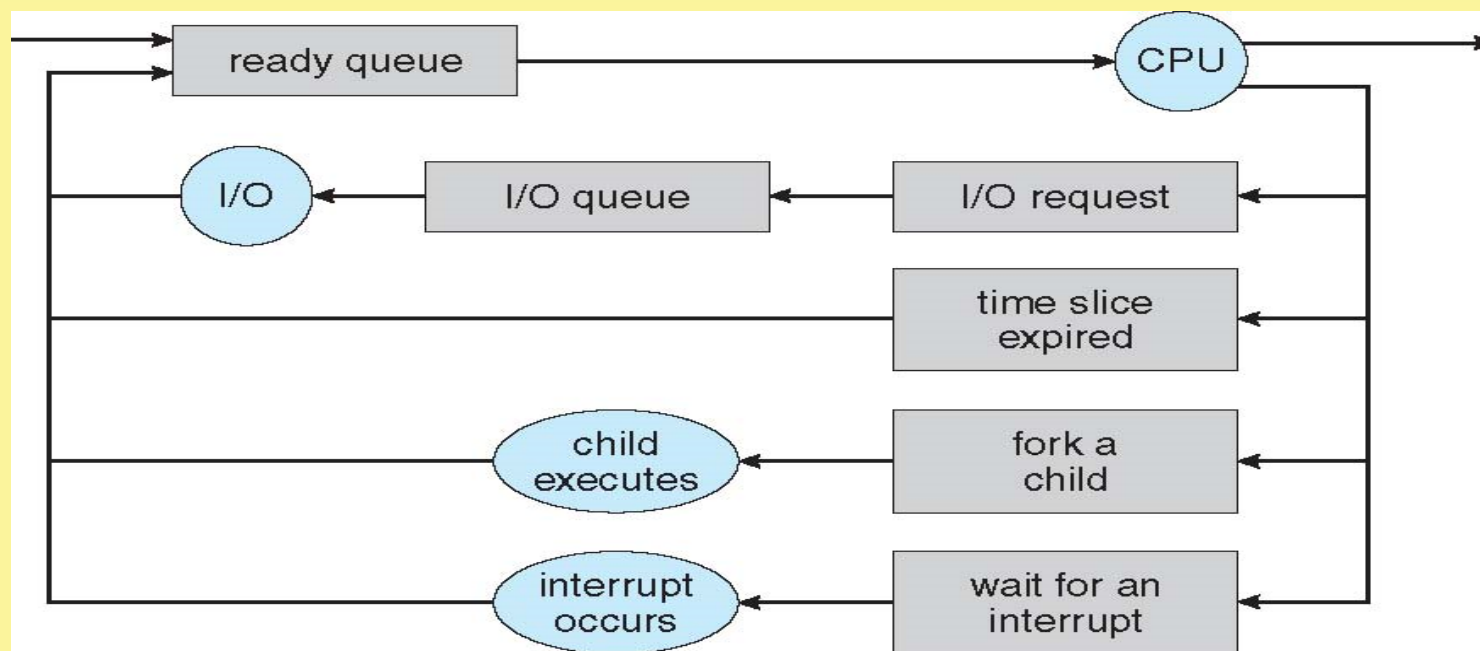 ready queue
CPU
I/O
I/O queue
I/O request
time slice
expired
child
executes
fork a
child
interrupt
occurs
wait for an
interrupt